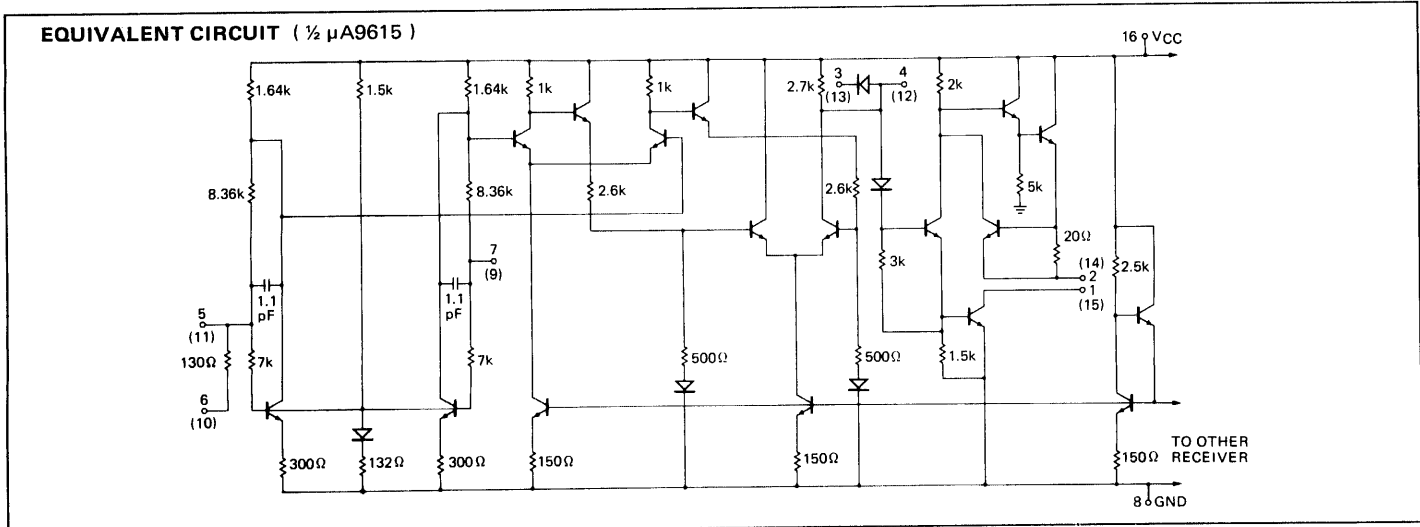 EQUIVALENT CIRCUIT ( ½ µA9615 )
16 VCC
1.64k
1.5k
1.64k
1k
1k
2.7k
3
(13)
4
(12)
2k
8.36k
8.36k
2.6k
2.6k
5k
7
(9)
3k
20Ω
(14)
2
1
(15)
2.5k
1.1
pF
1.1
pF
5
(11)
130Ω
7k
7k
500Ω
500Ω
1.5k
6
(10)
300Ω
132Ω
300Ω
150Ω
150Ω
150Ω
TO OTHER
RECEIVER
8 GND